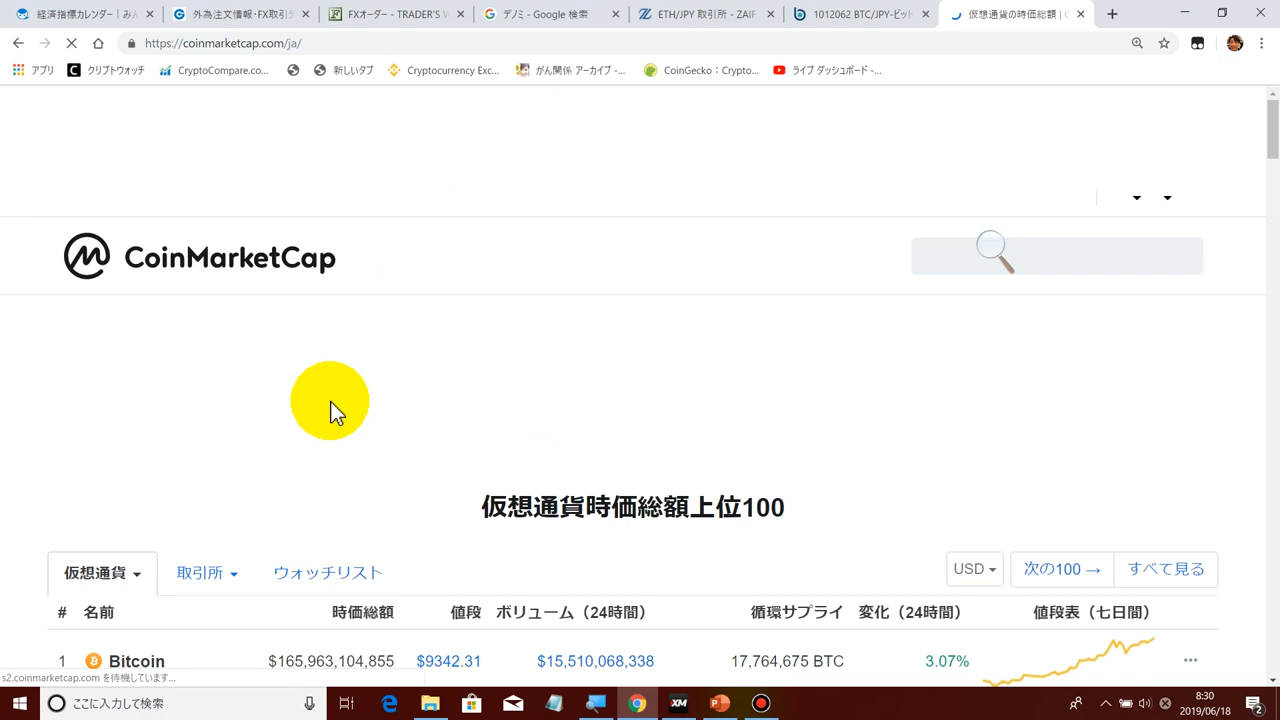 経済指標カレンダー | みん
外為注文情報･FX取引デ
FXオーダー - TRADER'S W
デノミ - Google 検索
ETH/JPY 取引所 - ZAIF
1012062 BTC/JPY-ビット
仮想通貨の時価総額 | C
https://coinmarketcap.com/ja/
アプリ
クリプトウォッチ
CryptoCompare.co...
新しいタブ
Cryptocurrency Exc...
がん関係 アーカイブ -...
CoinGecko：Crypto...
ライブ ダッシュボード -...
CoinMarketCap
仮想通貨時価総額上位100
仮想通貨
取引所
ウォッチリスト
USD
次の100 →
すべて見る
# 名前 時価総額 値段 ボリューム（24時間） 循環サプライ 変化（24時間） 値段表（七日間）
1 Bitcoin $165,963,104,855 $9342.31 $15,510,068,338 17,764,675 BTC 3.07%
s2.coinmarketcap.com を待機しています...
ここに入力して検索
XM
8:30
2019/06/18
2